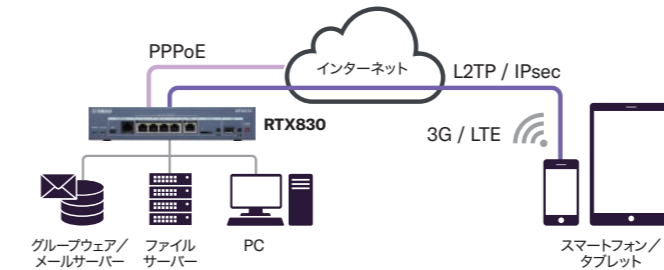 PPPoE
インターネット
L2TP / IPsec
YAMAHA
RTX830
3G / LTE
グループウェア／
メールサーバー
ファイル
サーバー
PC
スマートフォン／
タブレット